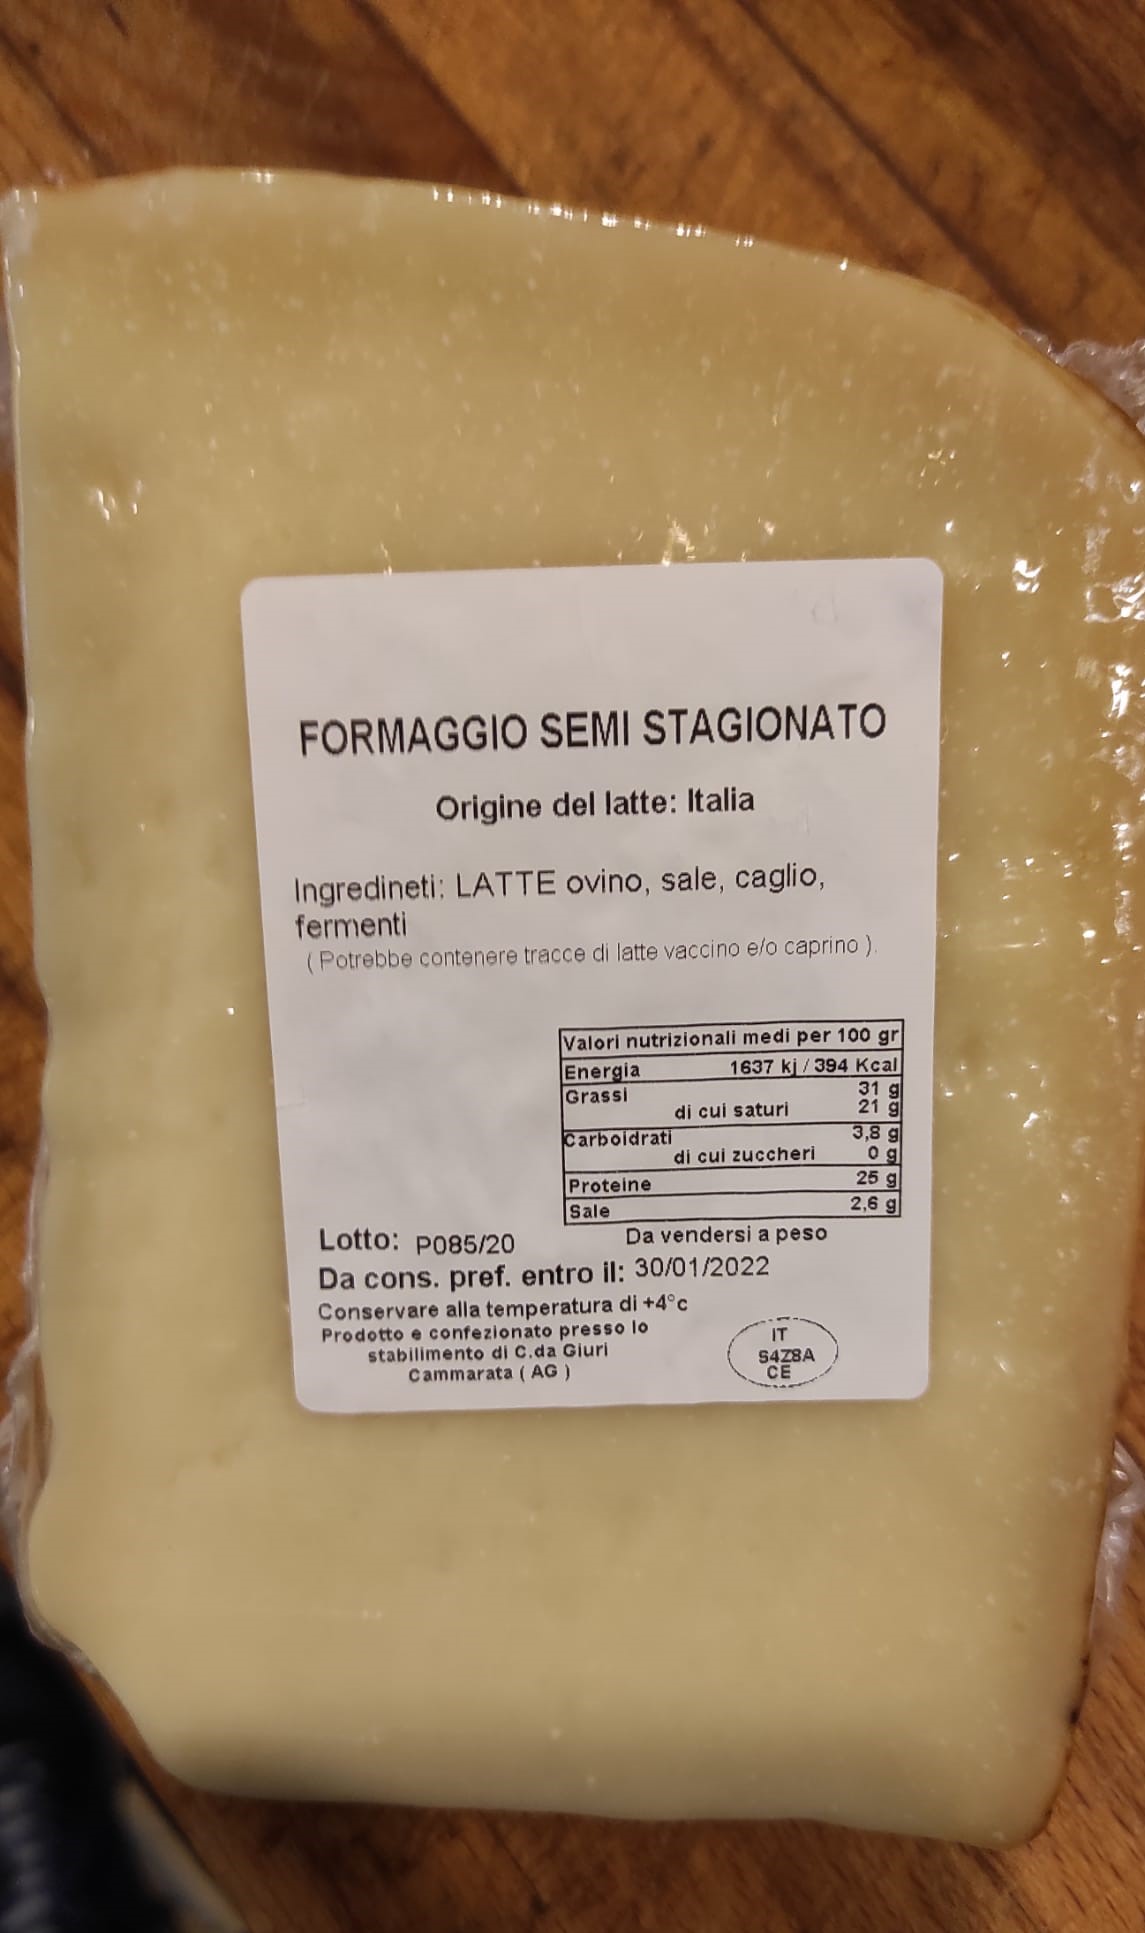 FORMAGGIO SEMI STAGIONATO
Origine del latte: Italia
Ingredineti: LATTE ovino, sale, caglio,
fermenti
( Potrebbe contenere tracce di latte vaccino e/o caprino ).
Valori nutrizionali medi per 100 gr
Energia 1637 kj / 394 Kcal
Grassi 31 g
di cui saturi 21 g
Carboidrati 3,8 g
di cui zuccheri 0 g
Proteine 25 g
Sale 2,6 g
Da vendersi a peso
Lotto: P085/20
Da cons. pref. entro il: 30/01/2022
Conservare alla temperatura di +4°c
Prodotto e confezionato presso lo
stabilimento di C.da Giuri
Cammarata ( AG )
IT
S4Z8A
CE